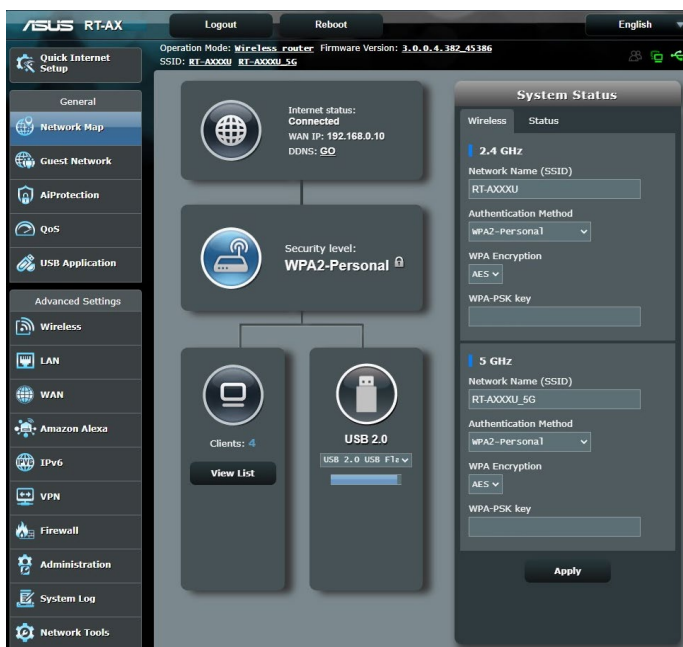 ASUS RT-AX
Logout
Reboot
English
Quick Internet
Setup
Operation Mode: Wireless router Firmware Version: 3.0.0.4.382_45386
SSID: RT-AXXXU RT-AXXXU_5G
General
Network Map
Guest Network
AiProtection
QoS
USB Application
Advanced Settings
Wireless
LAN
WAN
Amazon Alexa
IPv6
VPN
Firewall
Administration
System Log
Network Tools
Internet status:
Connected
WAN IP: 192.168.0.10
DDNS: GO
Security level:
WPA2-Personal
Clients: 4
View List
USB 2.0
USB 2.0 USB Fla
System Status
Wireless
Status
2.4 GHz
Network Name (SSID)
RT-AXXXU
Authentication Method
WPA2-Personal
WPA Encryption
AES
WPA-PSK key
5 GHz
Network Name (SSID)
RT-AXXXU_5G
Authentication Method
WPA2-Personal
WPA Encryption
AES
WPA-PSK key
Apply